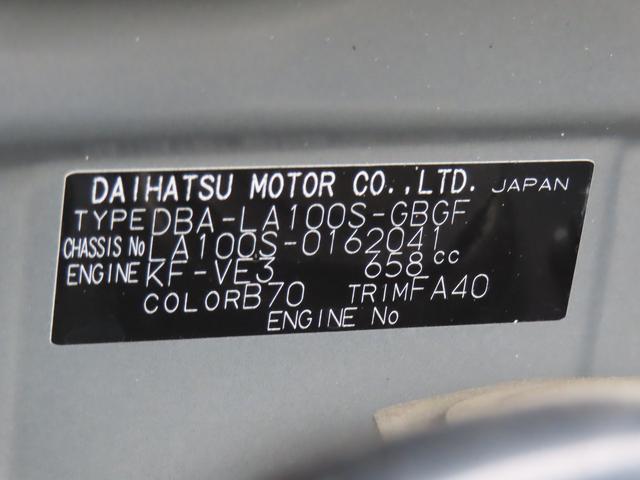 DAIHATSU MOTOR CO.,LTD. JAPAN
TYPE DBA-LA100S-GBGF
CHASSIS No LA100S-0162041
ENGINE KF-VE3 658cc
COLOR B70 TRIM FA40
ENGINE No